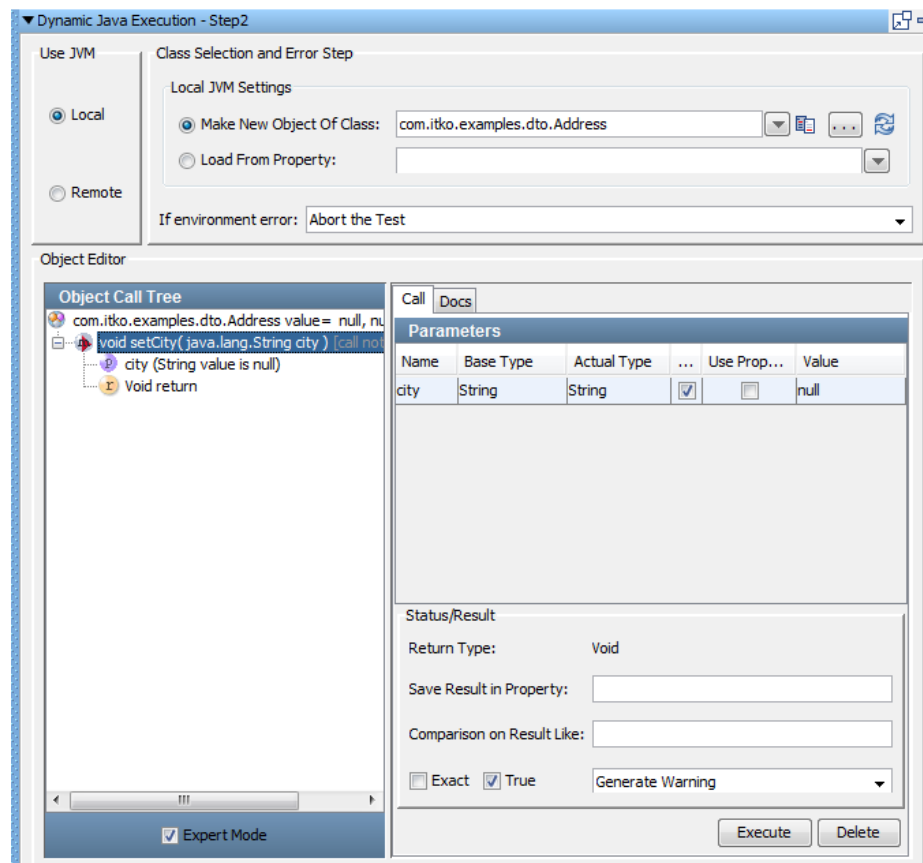 Dynamic Java Execution - Step2
Use JVM
Class Selection and Error Step
Local JVM Settings
Local
Make New Object Of Class: com.itko.examples.dto.Address ...
Load From Property:
Remote
If environment error: Abort the Test
Object Editor
Object Call Tree
com.itko.examples.dto.Address value= null, nu
void setCity( java.lang.String city ) [call not
P city (String value is null)
r Void return
Expert Mode
Call Docs
Parameters
Name Base Type Actual Type ... Use Prop... Value
city String String null
Status/Result
Return Type: Void
Save Result in Property:
Comparison on Result Like:
Exact True Generate Warning
Execute Delete